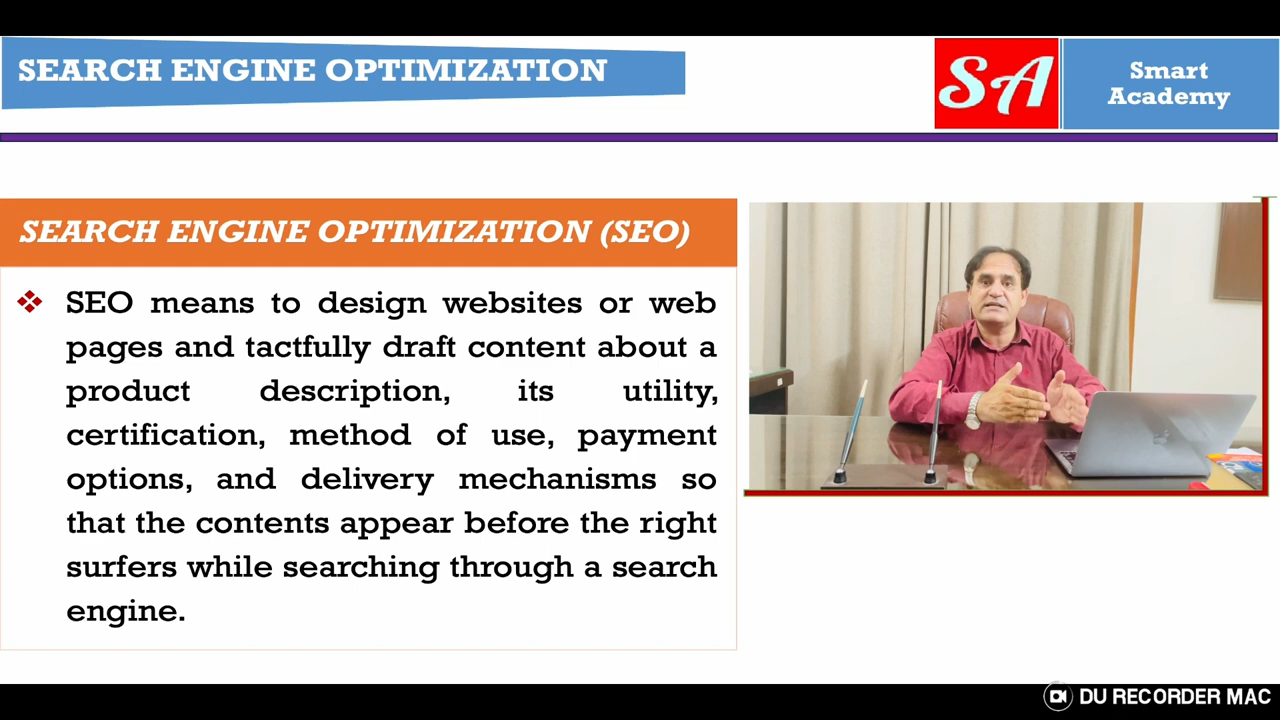 SEARCH ENGINE OPTIMIZATION
SA
Smart
Academy
SEARCH ENGINE OPTIMIZATION (SEO)
SEO means to design websites or web
pages and tactfully draft content about a
product description, its utility,
certification, method of use, payment
options, and delivery mechanisms so
that the contents appear before the right
surfers while searching through a search
engine.
DU RECORDER MAC